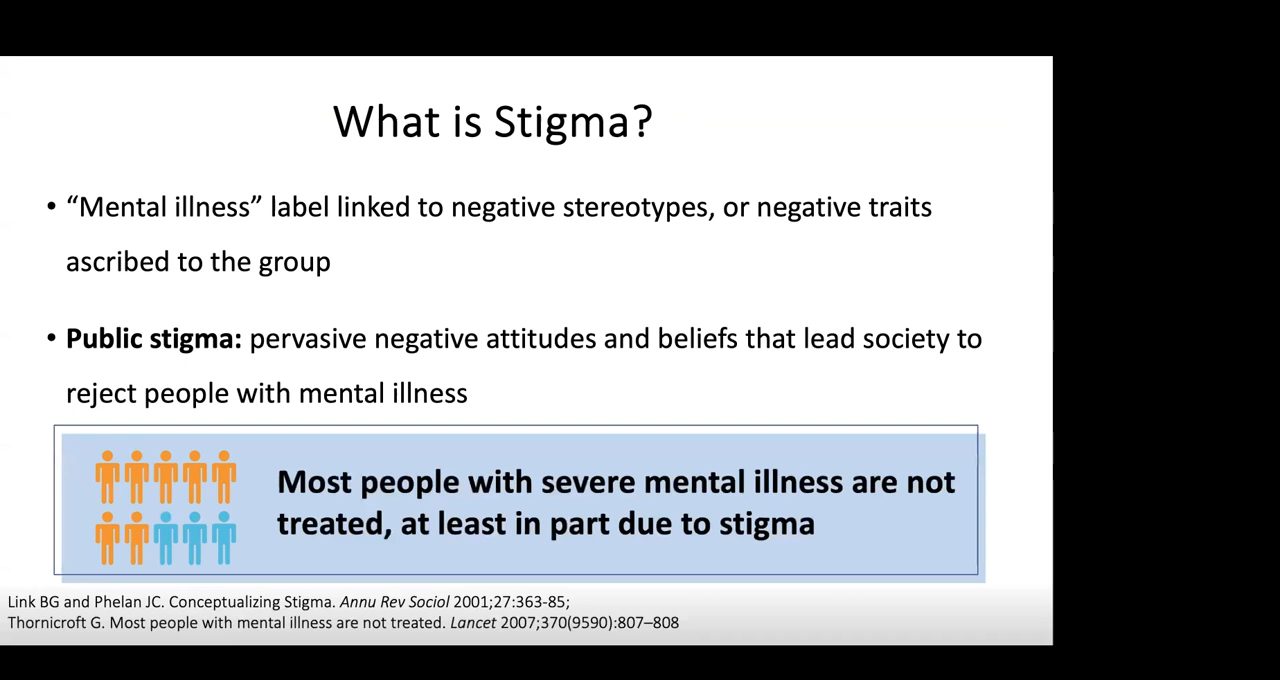 What is Stigma?
• “Mental illness” label linked to negative stereotypes, or negative traits
ascribed to the group
• Public stigma: pervasive negative attitudes and beliefs that lead society to
reject people with mental illness
Most people with severe mental illness are not
treated, at least in part due to stigma
Link BG and Phelan JC. Conceptualizing Stigma. Annu Rev Sociol 2001;27:363-85;
Thornicroft G. Most people with mental illness are not treated. Lancet 2007;370(9590):807–808